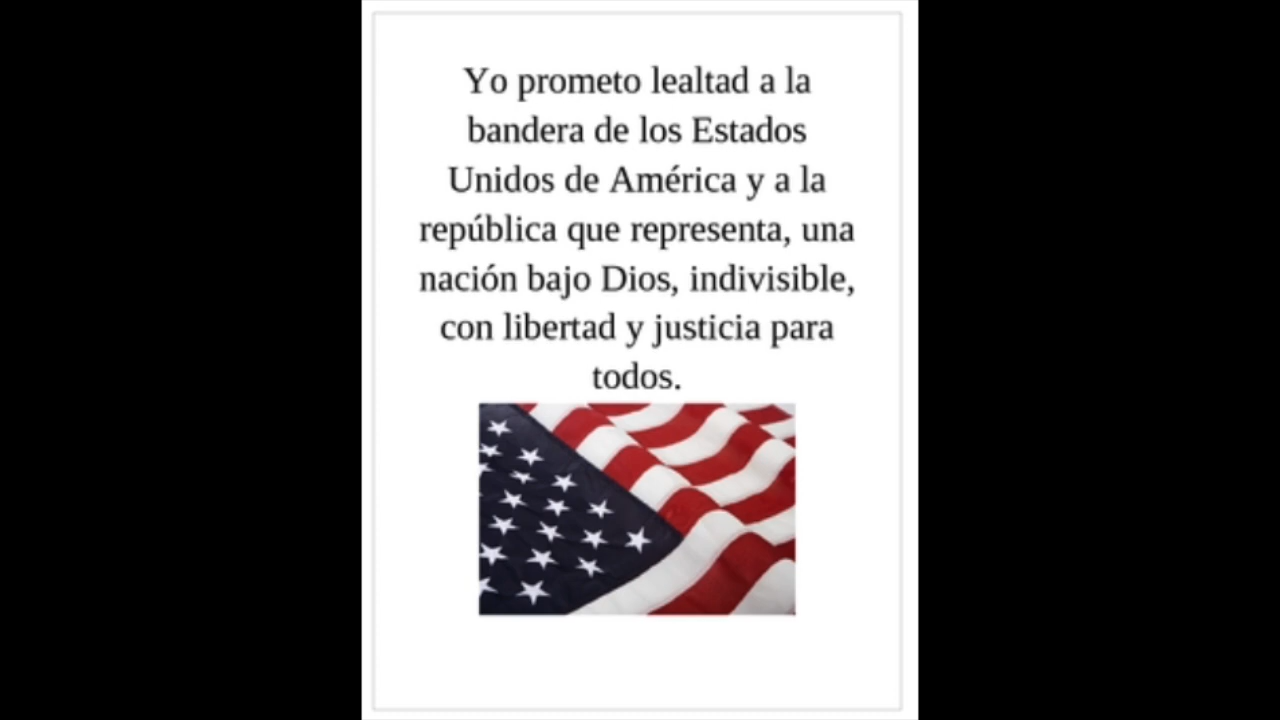 Yo prometo lealtad a la
bandera de los Estados
Unidos de América y a la
república que representa, una
nación bajo Dios, indivisible,
con libertad y justicia para
todos.